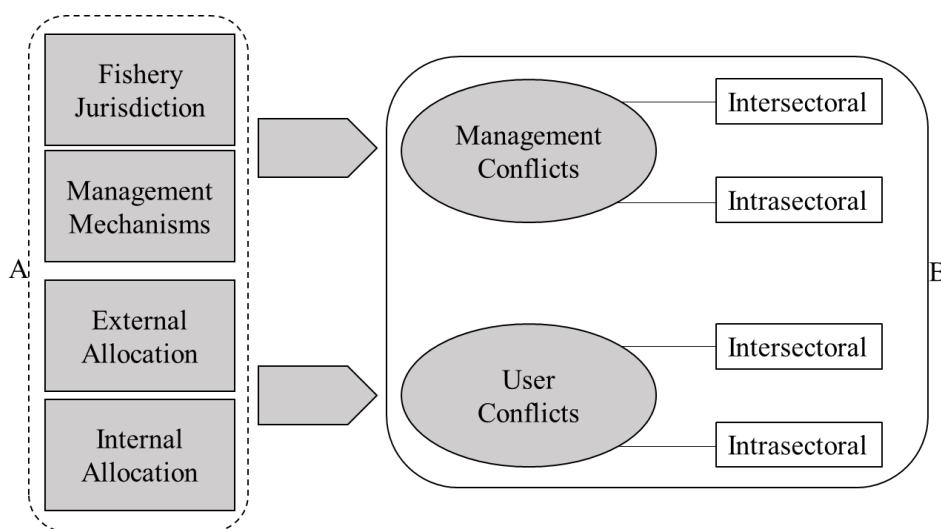 Fishery
Jurisdiction
Management
Mechanisms
A
External
Allocation
Internal
Allocation
Management
Conflicts
Intersectoral
Intrasectoral
B
User
Conflicts
Intersectoral
Intrasectoral